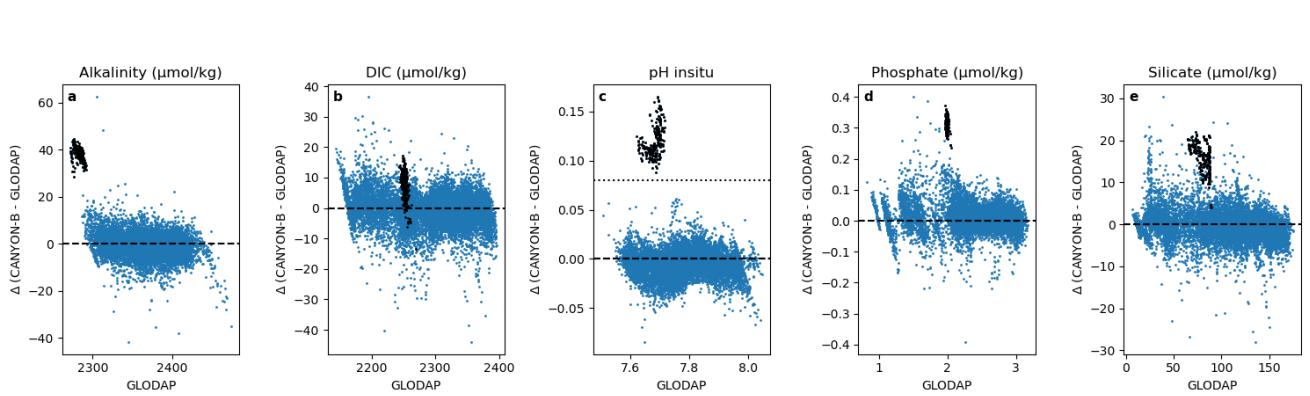 Alkalinity (μmol/kg)
DIC (μmol/kg)
pH insitu
Phosphate (μmol/kg)
Silicate (μmol/kg)
a
b
c
d
e
Δ (CANYON-B - GLODAP)
60
40
20
0
−20
−40
2300
2400
GLODAP
Δ (CANYON-B - GLODAP)
40
30
20
10
0
−10
−20
−30
−40
2200
2300
2400
GLODAP
Δ (CANYON-B - GLODAP)
0.15
0.10
0.05
0.00
−0.05
7.6
7.8
8.0
GLODAP
Δ (CANYON-B - GLODAP)
0.4
0.3
0.2
0.1
0.0
−0.1
−0.2
−0.3
−0.4
1
2
3
GLODAP
Δ (CANYON-B - GLODAP)
30
20
10
0
−10
−20
−30
0
50
100
150
GLODAP